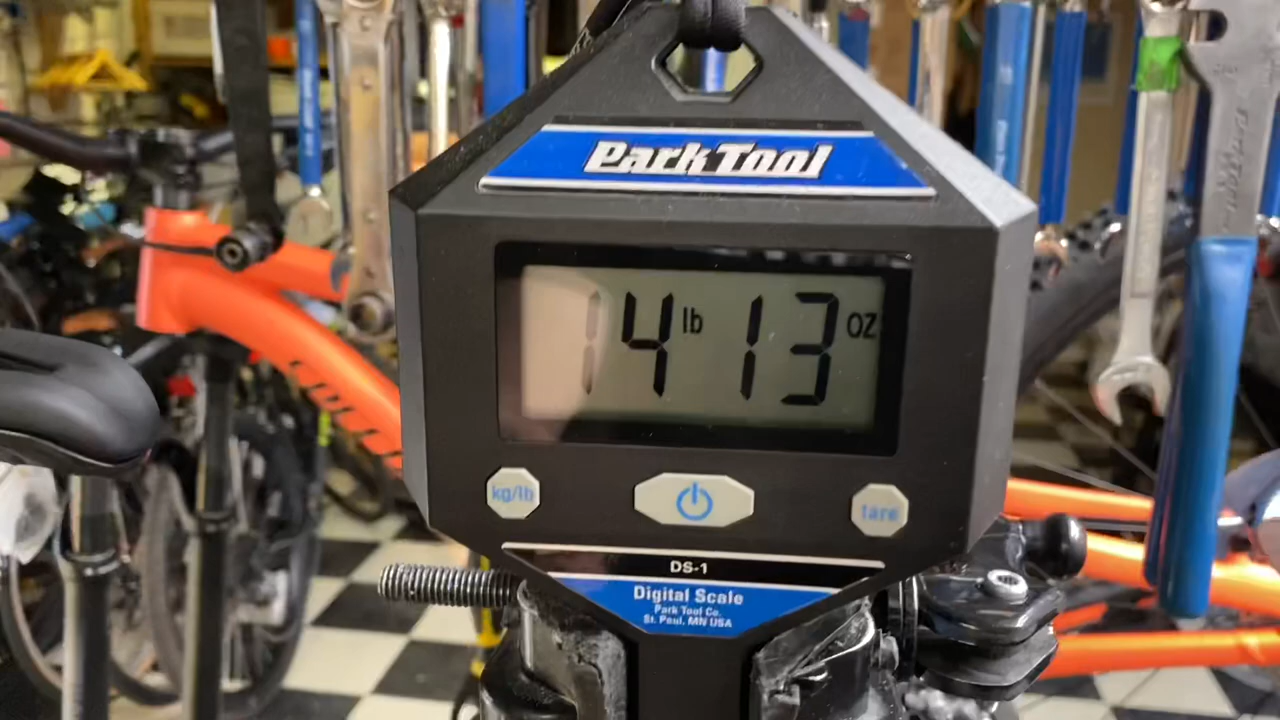 Park Tool
14 lb 13 oz
kg/lb
tare
DS-1
Digital Scale
Park Tool Co.
St. Paul, MN USA